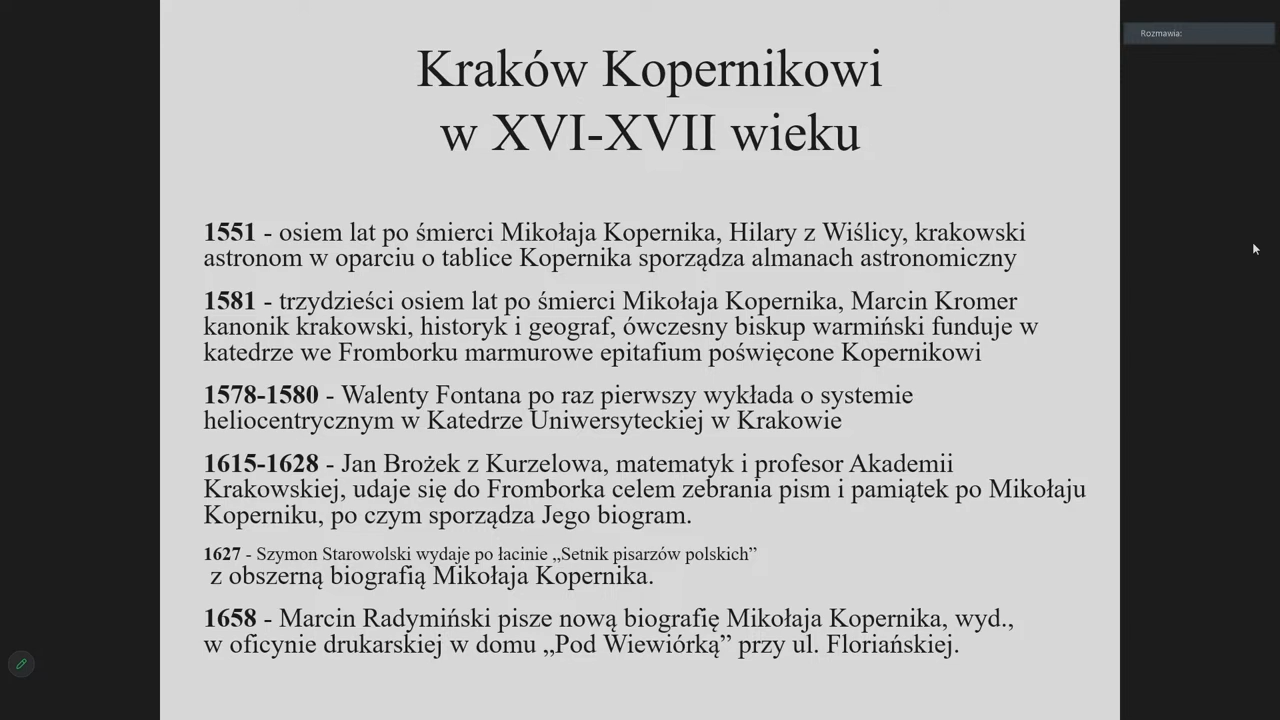 Kraków Kopernikowi
w XVI-XVII wieku
Rozmawia:
1551 - osiem lat po śmierci Mikołaja Kopernika, Hilary z Wiślicy, krakowski
astronom w oparciu o tablice Kopernika sporządza almanach astronomiczny
1581 - trzydzieści osiem lat po śmierci Mikołaja Kopernika, Marcin Kromer
kanonik krakowski, historyk i geograf, ówczesny biskup warmiński funduje w
katedrze we Fromborku marmurowe epitafium poświęcone Kopernikowi
1578-1580 - Walenty Fontana po raz pierwszy wykłada o systemie
heliocentrycznym w Katedrze Uniwersyteckiej w Krakowie
1615-1628 - Jan Brożek z Kurzelowa, matematyk i profesor Akademii
Krakowskiej, udaje się do Fromborka celem zebrania pism i pamiątek po Mikołaju
Koperniku, po czym sporządza Jego biogram.
1627 - Szymon Starowolski wydaje po łacinie „Setnik pisarzów polskich”
z obszerną biografią Mikołaja Kopernika.
1658 - Marcin Radymiński pisze nową biografię Mikołaja Kopernika, wyd.,
w oficynie drukarskiej w domu „Pod Wiewiórką” przy ul. Floriańskiej.